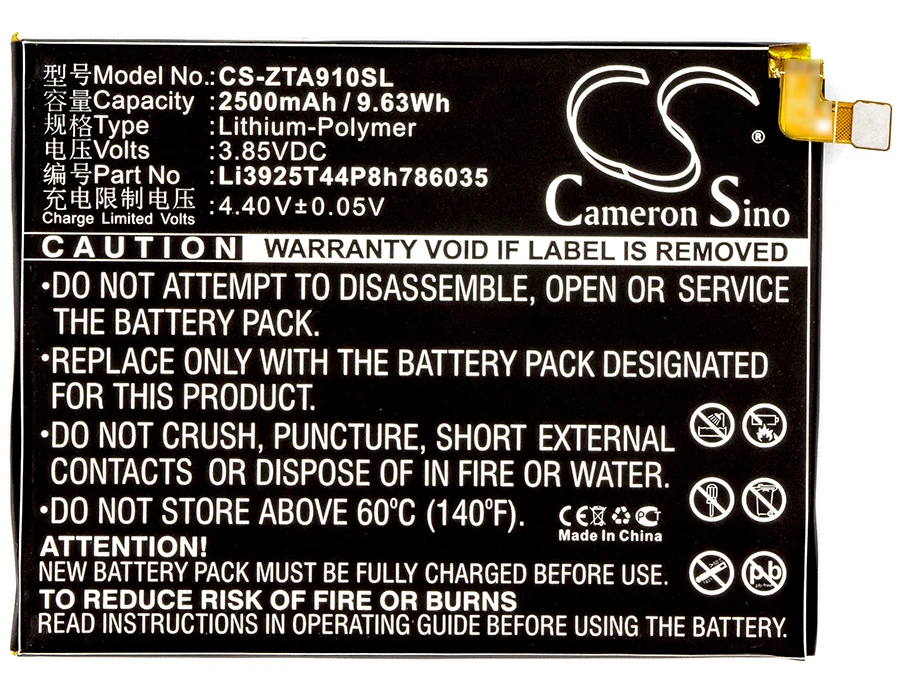 型号Model No.:CS-ZTA910SL
容量Capacity :2500mAh / 9.63Wh
规格Type :Lithium-Polymer
电压Volts :3.85VDC
编号Part No :Li3925T44P8h786035
充电限制电压
Charge Limited Volts :4.40V±0.05V
CS
®
Cameron Sino
CAUTION WARRANTY VOID IF LABEL IS REMOVED
•DO NOT ATTEMPT TO DISASSEMBLE, OPEN OR SERVICE
THE BATTERY PACK.
•REPLACE ONLY WITH THE BATTERY PACK DESIGNATED
FOR THIS PRODUCT.
•DO NOT CRUSH, PUNCTURE, SHORT EXTERNAL
CONTACTS OR DISPOSE OF IN FIRE OR WATER.
•DO NOT STORE ABOVE 60°C (140°F).
CE PCT
Made In China
ATTENTION!
NEW BATTERY PACK MUST BE FULLY CHARGED BEFORE USE.
TO REDUCE RISK OF FIRE OR BURNS
READ INSTRUCTIONS IN OPERATING GUIDE BEFORE USING THE BATTERY.
pb